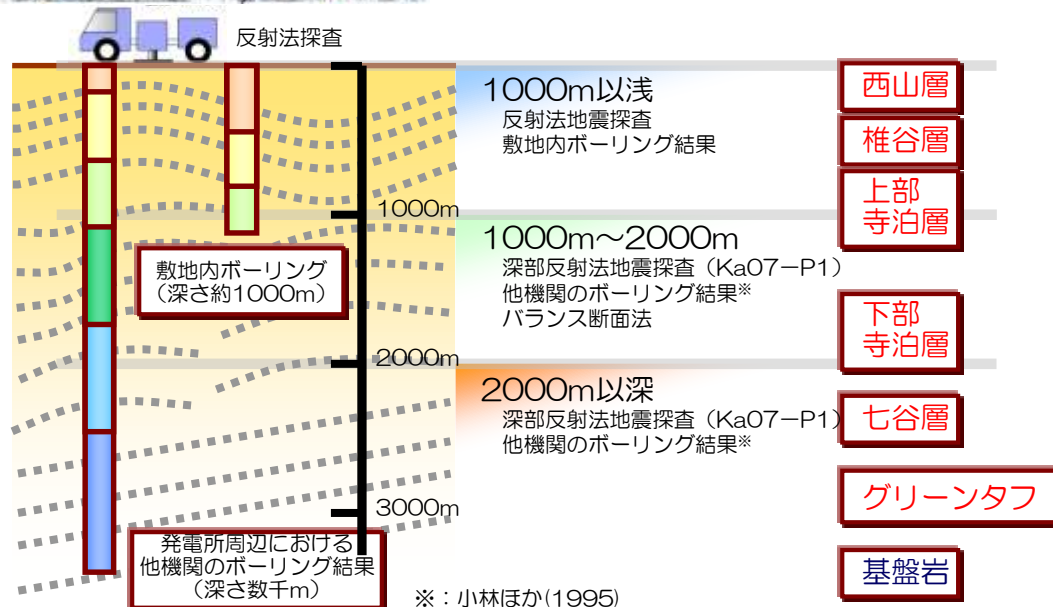 反射法探査
1000m以浅
反射法地震探査
敷地内ボーリング結果
1000m
1000m～2000m
深部反射法地震探査（Ka07－P1）
他機関のボーリング結果※
バランス断面法
敷地内ボーリング
（深さ約1000m）
2000m
2000m以深
深部反射法地震探査（Ka07－P1）
他機関のボーリング結果※
3000m
発電所周辺における
他機関のボーリング結果
（深さ数千m）
※：小林ほか(1995)
西山層
椎谷層
上部
寺泊層
下部
寺泊層
七谷層
グリーンタフ
基盤岩